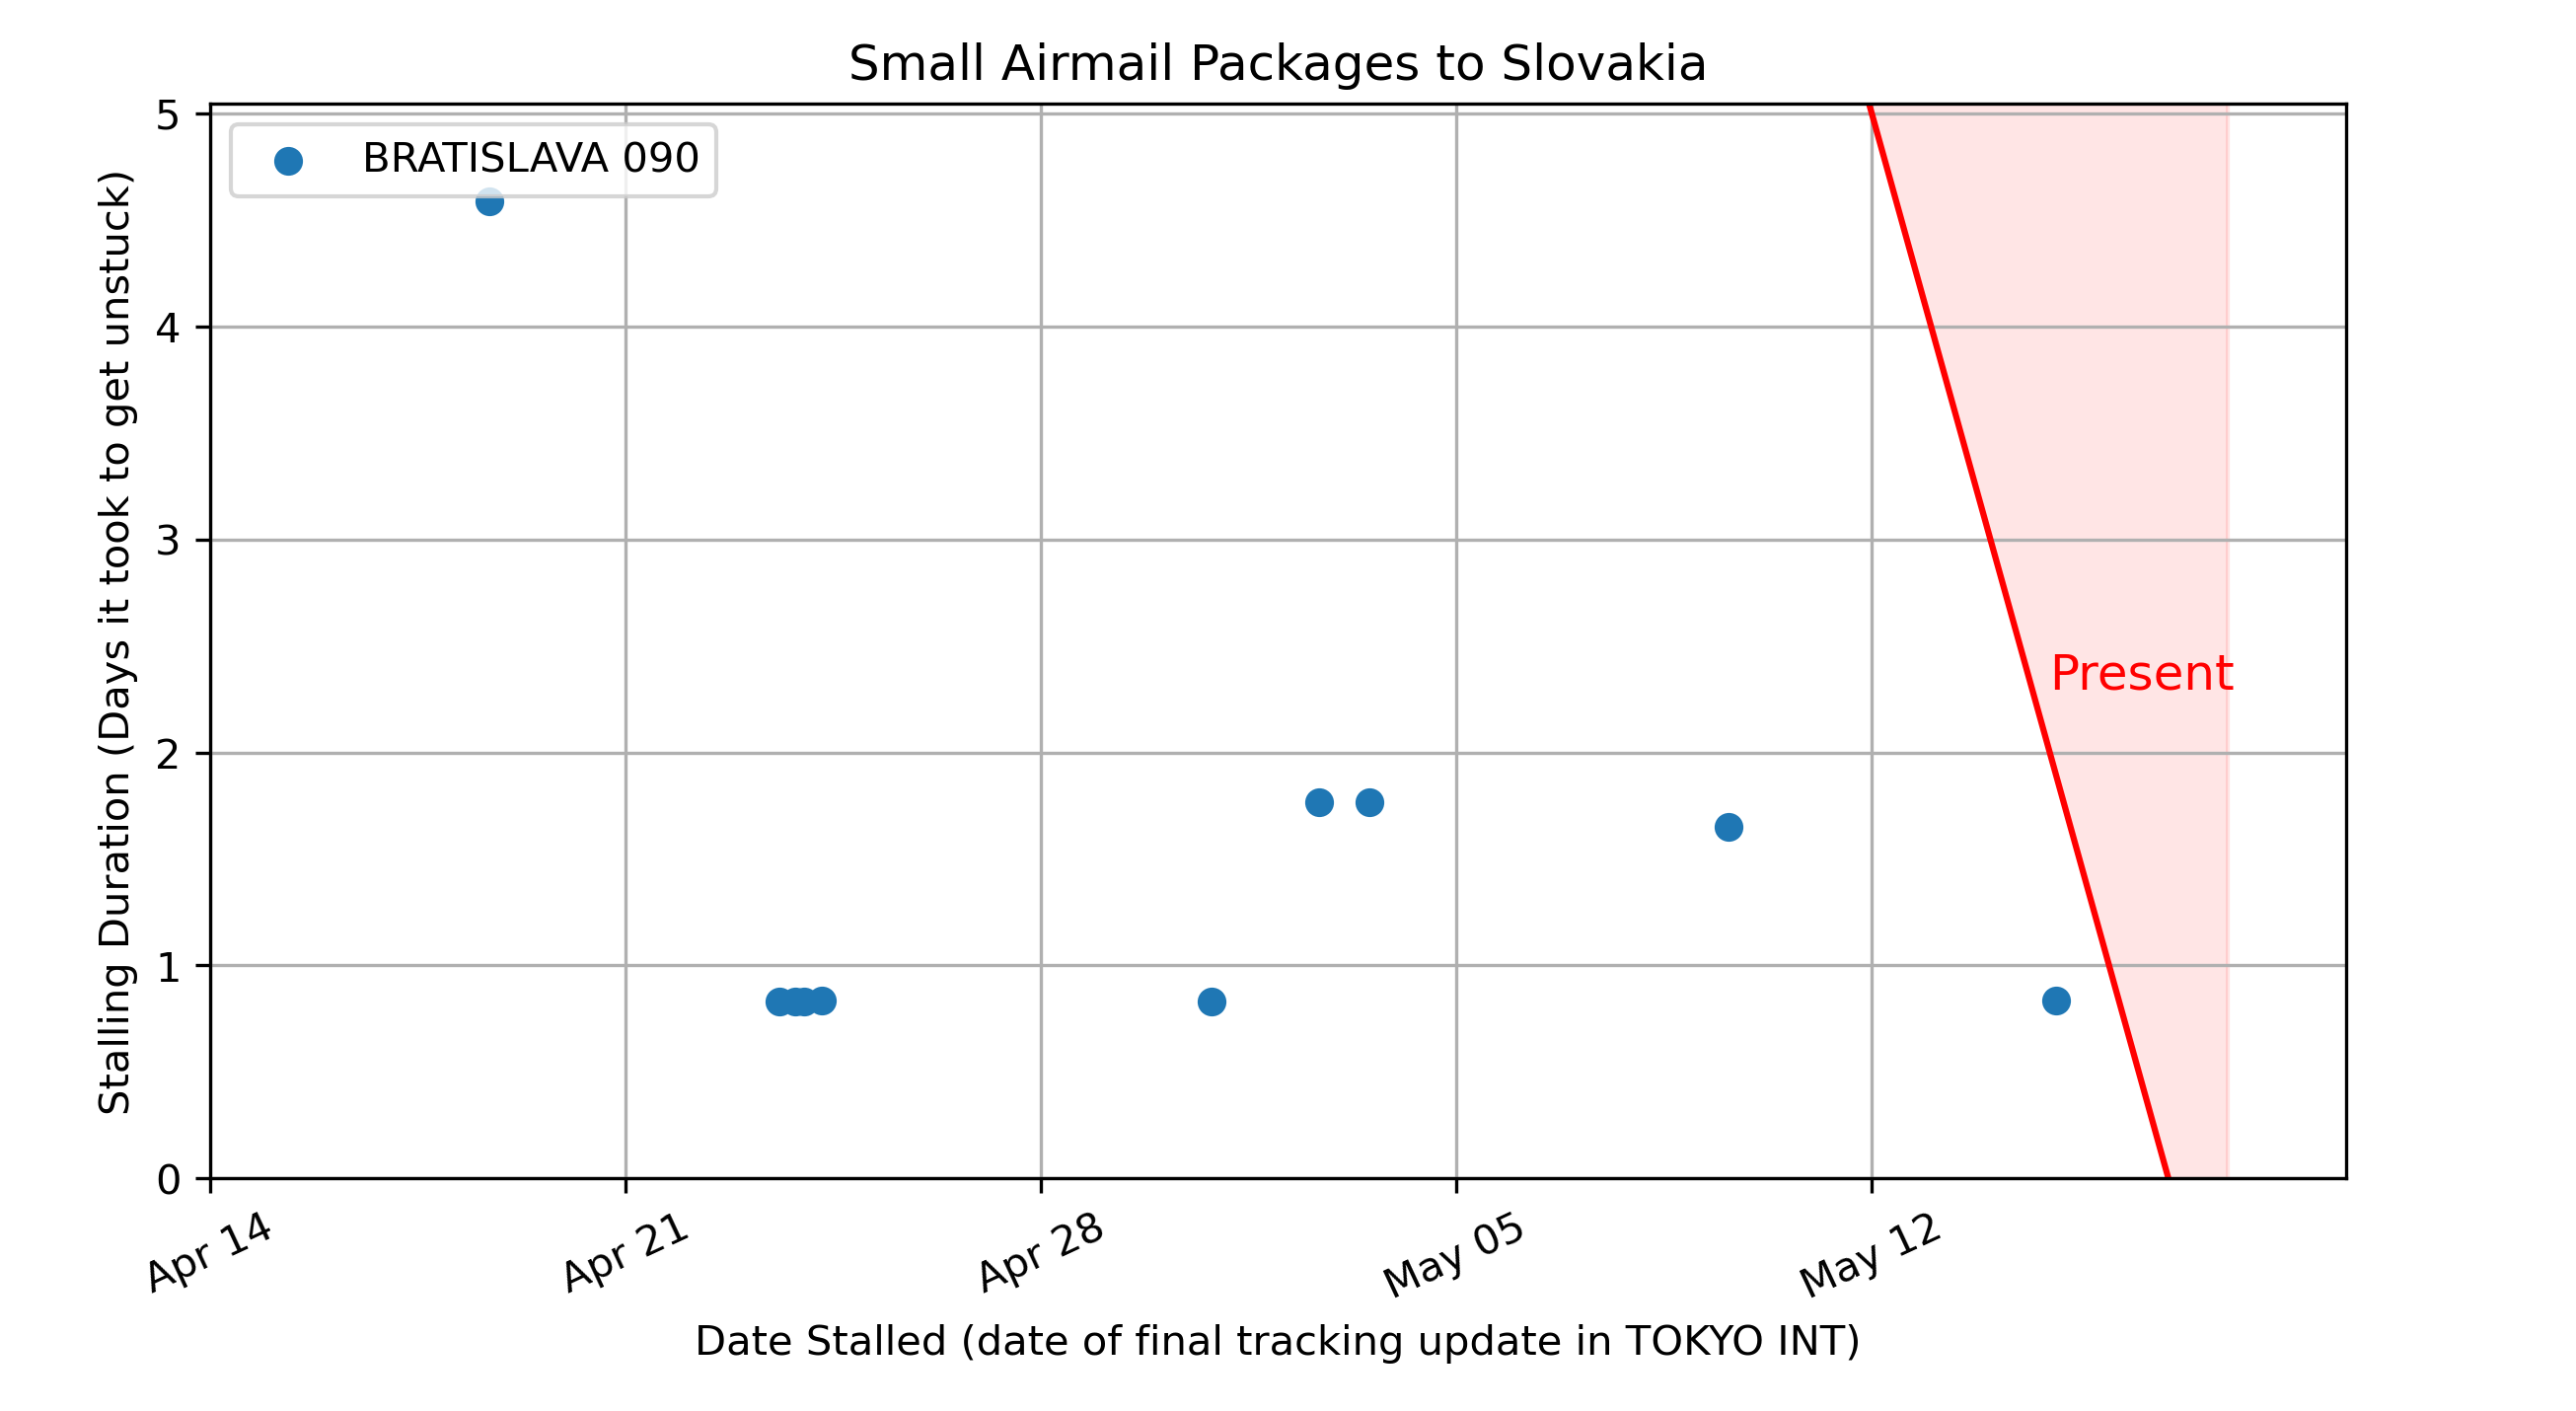 Small Airmail Packages to Slovakia
BRATISLAVA 090
Stalling Duration (Days it took to get unstuck)
5
4
3
2
1
0
Present
Apr 14
Apr 21
Apr 28
May 05
May 12
Date Stalled (date of final tracking update in TOKYO INT)